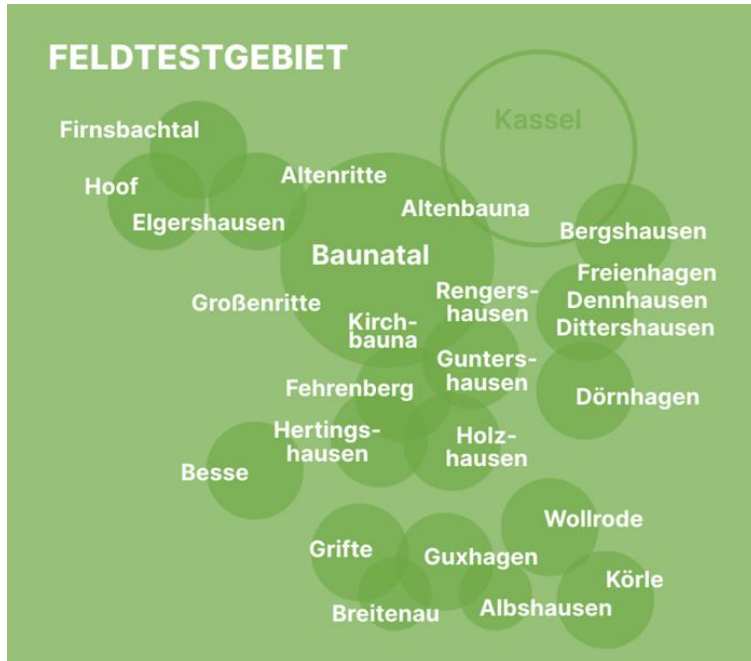 FELDTESTGEBIET
Kassel
Firnsbachtal
Hoof
Altenritte
Elgershausen
Altenbauna
Bergshausen
Baunatal
Freienhagen
Dennhausen
Dittershausen
Großenritte
Rengers-
hausen
Kirch-
bauna
Gunters-
hausen
Fehrenberg
Dörnhagen
Hertings-
hausen
Holz-
hausen
Besse
Wollrode
Grifte
Guxhagen
Körle
Breitenau
Albshausen